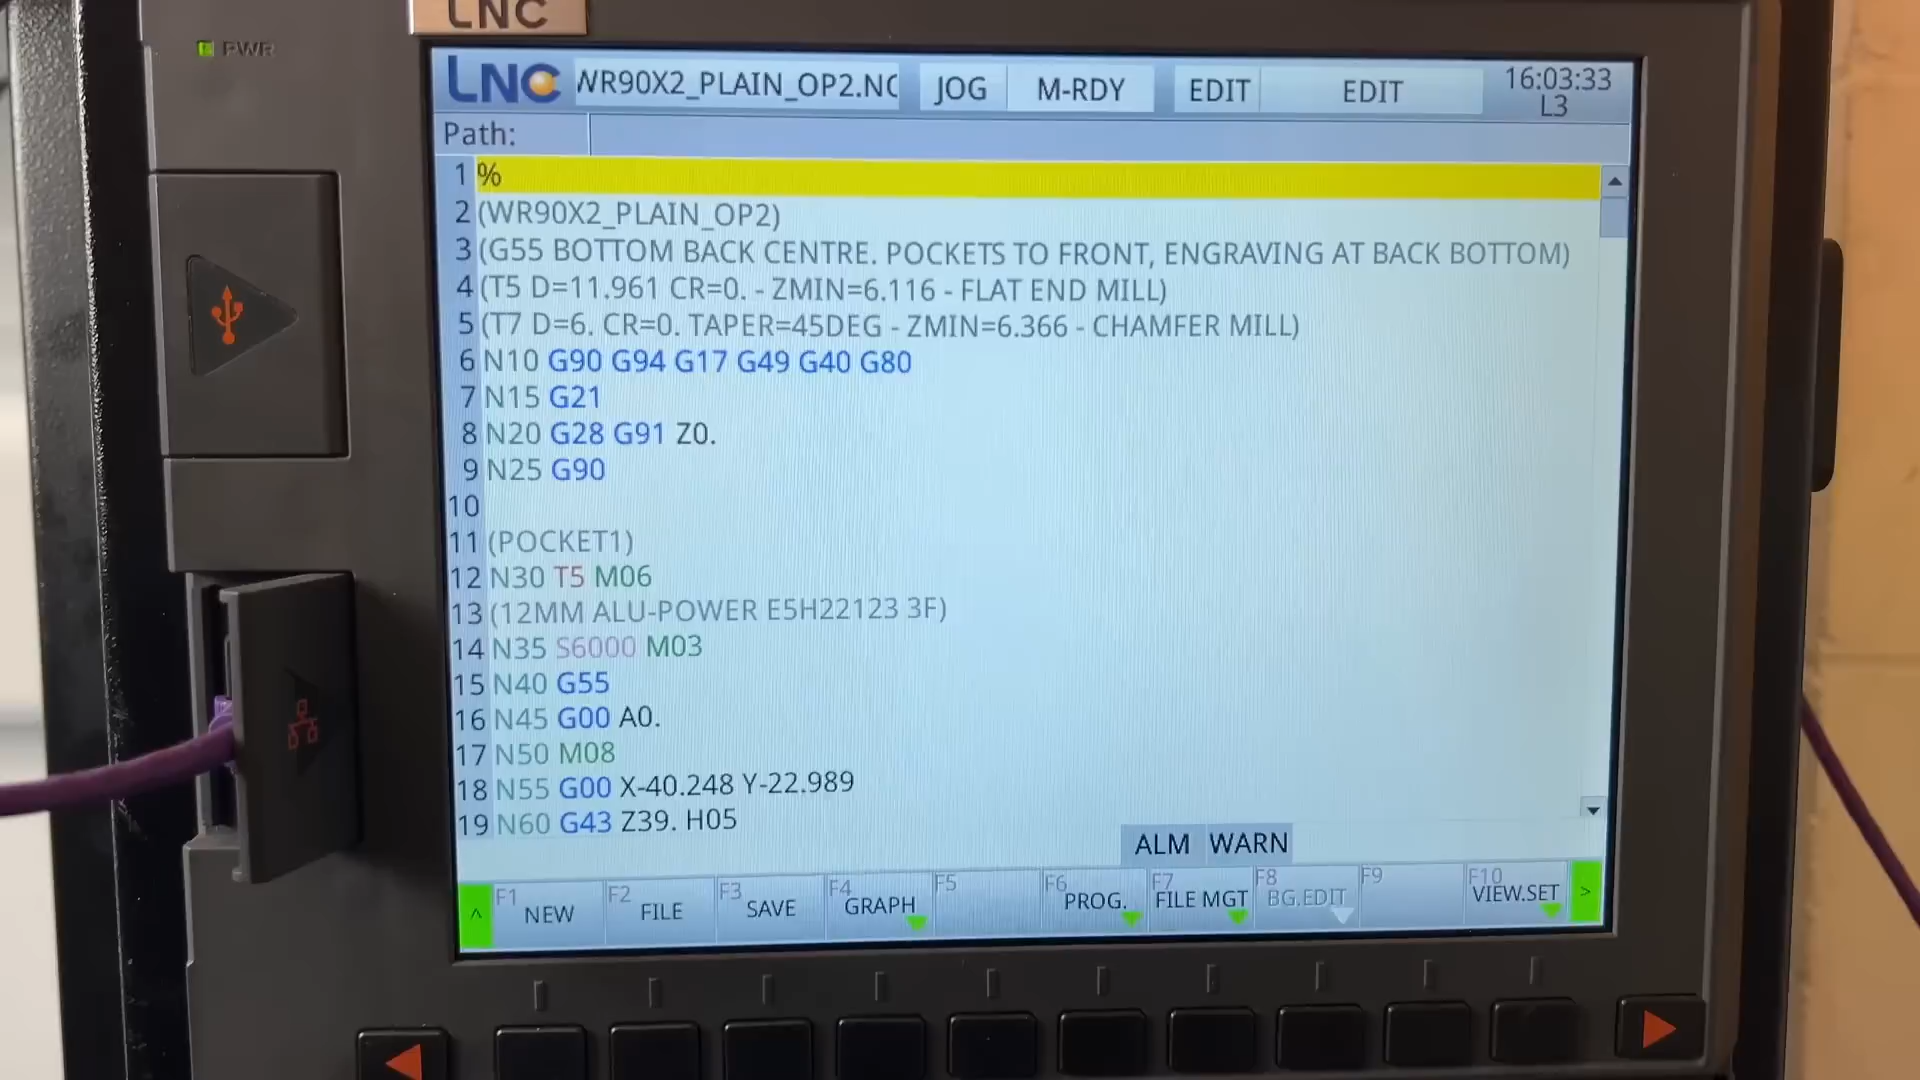 LNC
PWR
LNC WR90X2_PLAIN_OP2.NC JOG M-RDY EDIT EDIT 16:03:33
L3
Path:
1 %
2 (WR90X2_PLAIN_OP2)
3 (G55 BOTTOM BACK CENTRE. POCKETS TO FRONT, ENGRAVING AT BACK BOTTOM)
4 (T5 D=11.961 CR=0. - ZMIN=6.116 - FLAT END MILL)
5 (T7 D=6. CR=0. TAPER=45DEG - ZMIN=6.366 - CHAMFER MILL)
6 N10 G90 G94 G17 G49 G40 G80
7 N15 G21
8 N20 G28 G91 Z0.
9 N25 G90
10
11 (POCKET1)
12 N30 T5 M06
13 (12MM ALU-POWER E5H22123 3F)
14 N35 S6000 M03
15 N40 G55
16 N45 G00 A0.
17 N50 M08
18 N55 G00 X-40.248 Y-22.989
19 N60 G43 Z39. H05
ALM WARN
^ F1 NEW F2 FILE F3 SAVE F4 GRAPH F5 F6 PROG. F7 FILE MGT F8 BG.EDIT F9 F10 VIEW.SET >